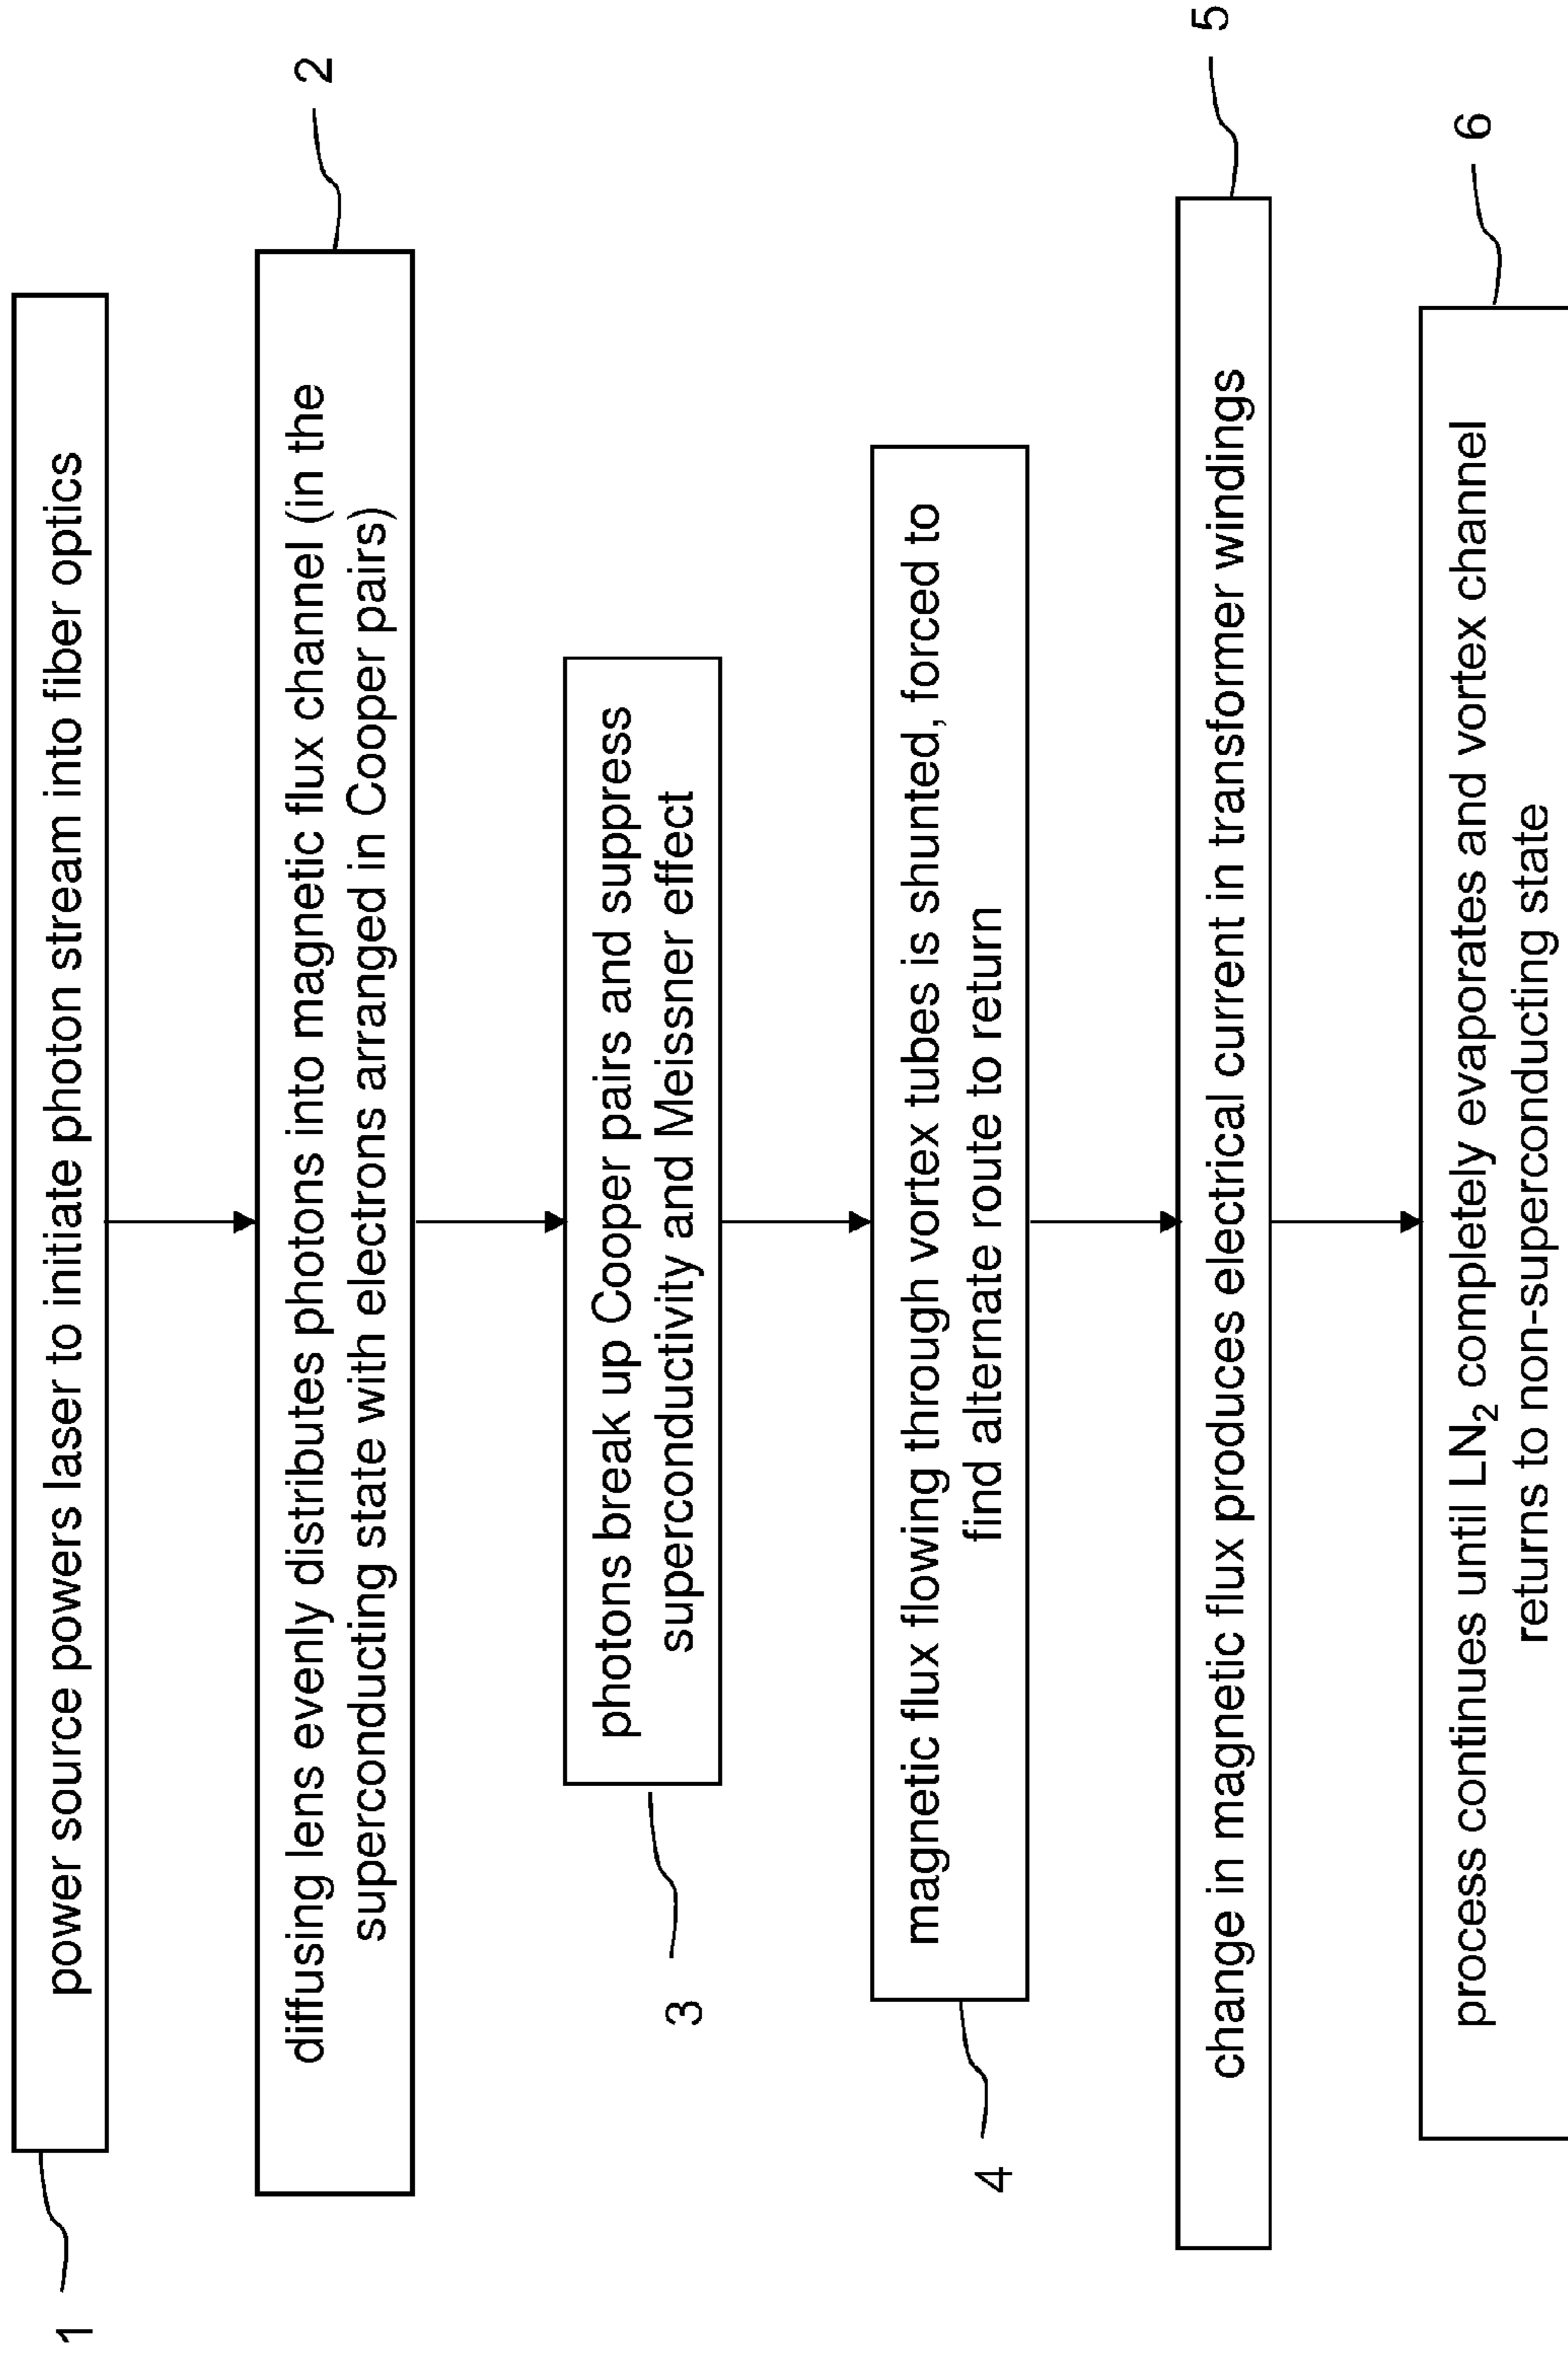 1
power source powers laser to initiate photon stream into fiber optics
2
diffusing lens evenly distributes photons into magnetic flux channel (in the
superconducting state with electrons arranged in Cooper pairs)
3
photons break up Cooper pairs and suppress
superconductivity and Meissner effect
4
magnetic flux flowing through vortex tubes is shunted, forced to
find alternate route to return
5
change in magnetic flux produces electrical current in transformer windings
6
process continues until LN₂ completely evaporates and vortex channel
returns to non-superconducting state